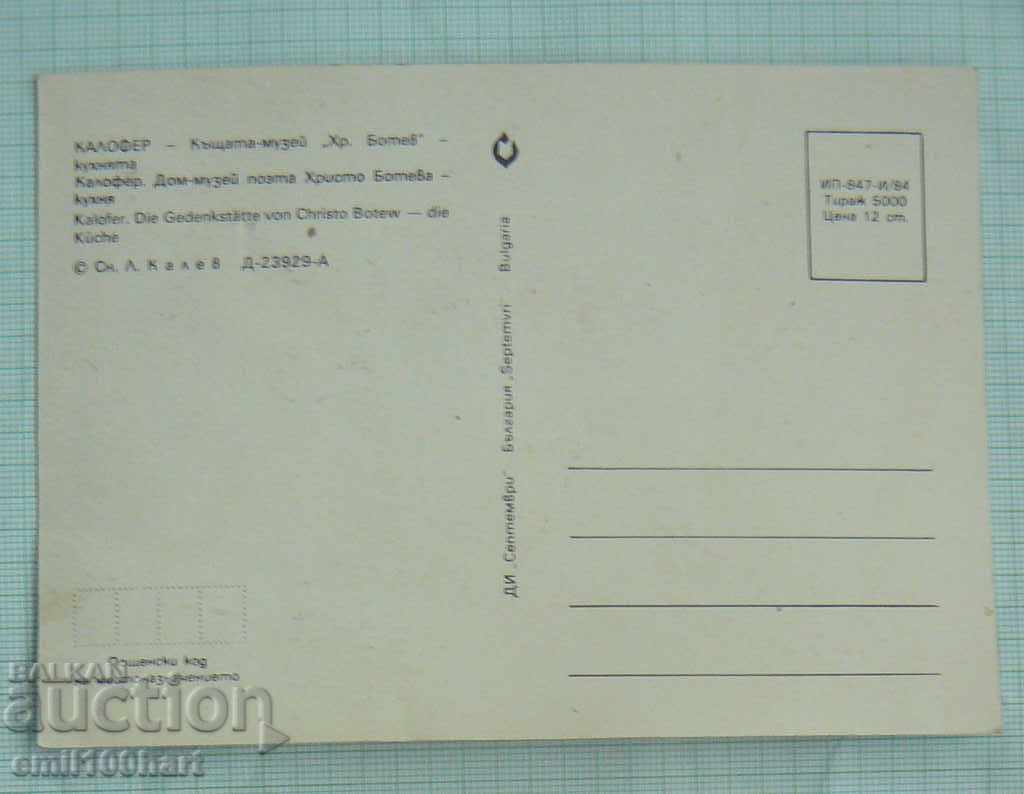 КАЛОФЕР – Къщата-музей „Хр. Ботев" –
кухнята
Калофер. Дом-музей поэта Христо Ботева –
кухня
Kalofer. Die Gedenkstätte von Christo Botew — die
Küche
© Сн. Л. Калев Д-23929-А
ДИ „Септември" България „Septemvri" Bulgaria
ИП-847-И/84
Тираж 5000
Цена 12 ст.
Пощенски код
на местоназначението
BALKAN
auction
emil100hart